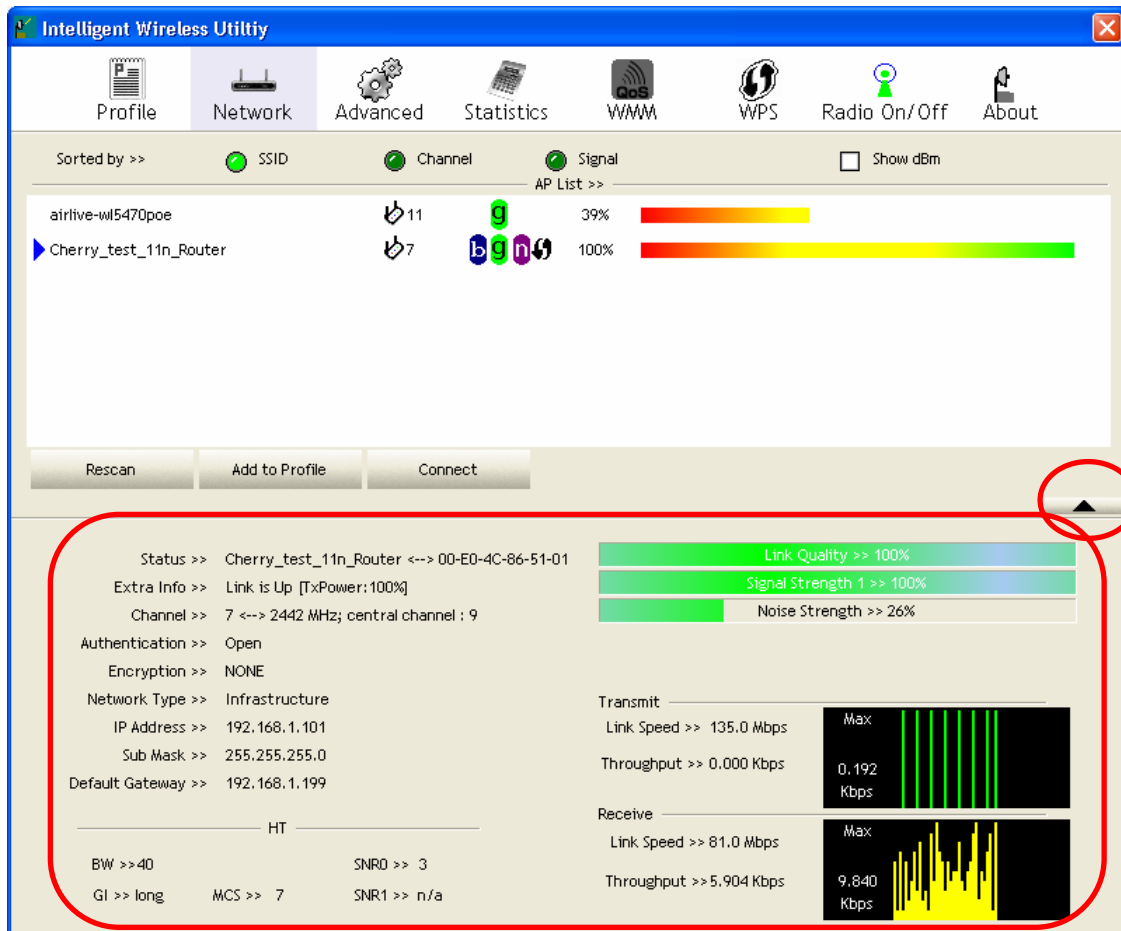 Intelligent Wireless Utiltiy
Profile Network Advanced Statistics QoS WMM WPS Radio On/Off About
Sorted by >> SSID Channel Signal Show dBm
AP List >>
airlive-wl5470poe 11 g 39%
Cherry_test_11n_Router 7 b g n 100%
Rescan Add to Profile Connect
Status >> Cherry_test_11n_Router <--> 00-E0-4C-86-51-01
Extra Info >> Link is Up [TxPower:100%]
Channel >> 7 <--> 2442 MHz; central channel : 9
Authentication >> Open
Encryption >> NONE
Network Type >> Infrastructure
IP Address >> 192.168.1.101
Sub Mask >> 255.255.255.0
Default Gateway >> 192.168.1.199
HT
BW >>40 SNR0 >> 3
GI >> long MCS >> 7 SNR1 >> n/a
Link Quality >> 100%
Signal Strength 1 >> 100%
Noise Strength >> 26%
Transmit
Link Speed >> 135.0 Mbps
Throughput >> 0.000 Kbps
Max
0.192
Kbps
Receive
Link Speed >> 81.0 Mbps
Throughput >>5.904 Kbps
Max
9.840
Kbps